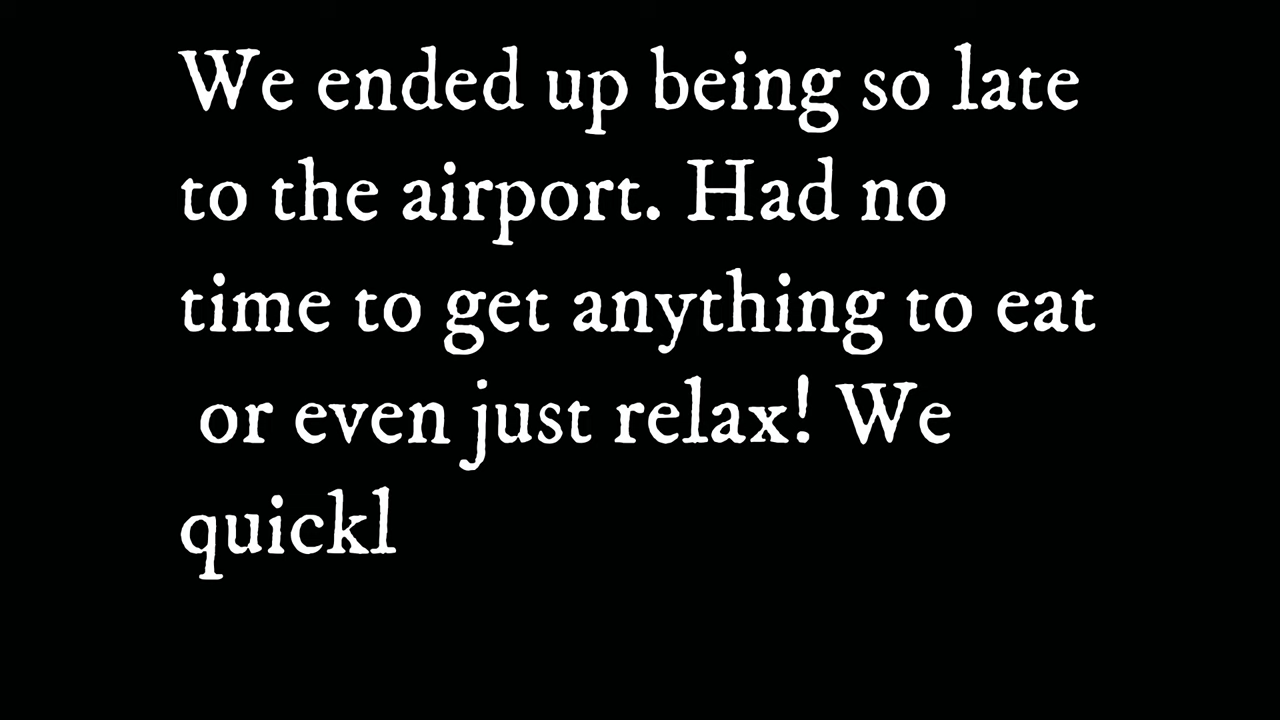 We ended up being so late
to the airport. Had no
time to get anything to eat
or even just relax! We
quickl